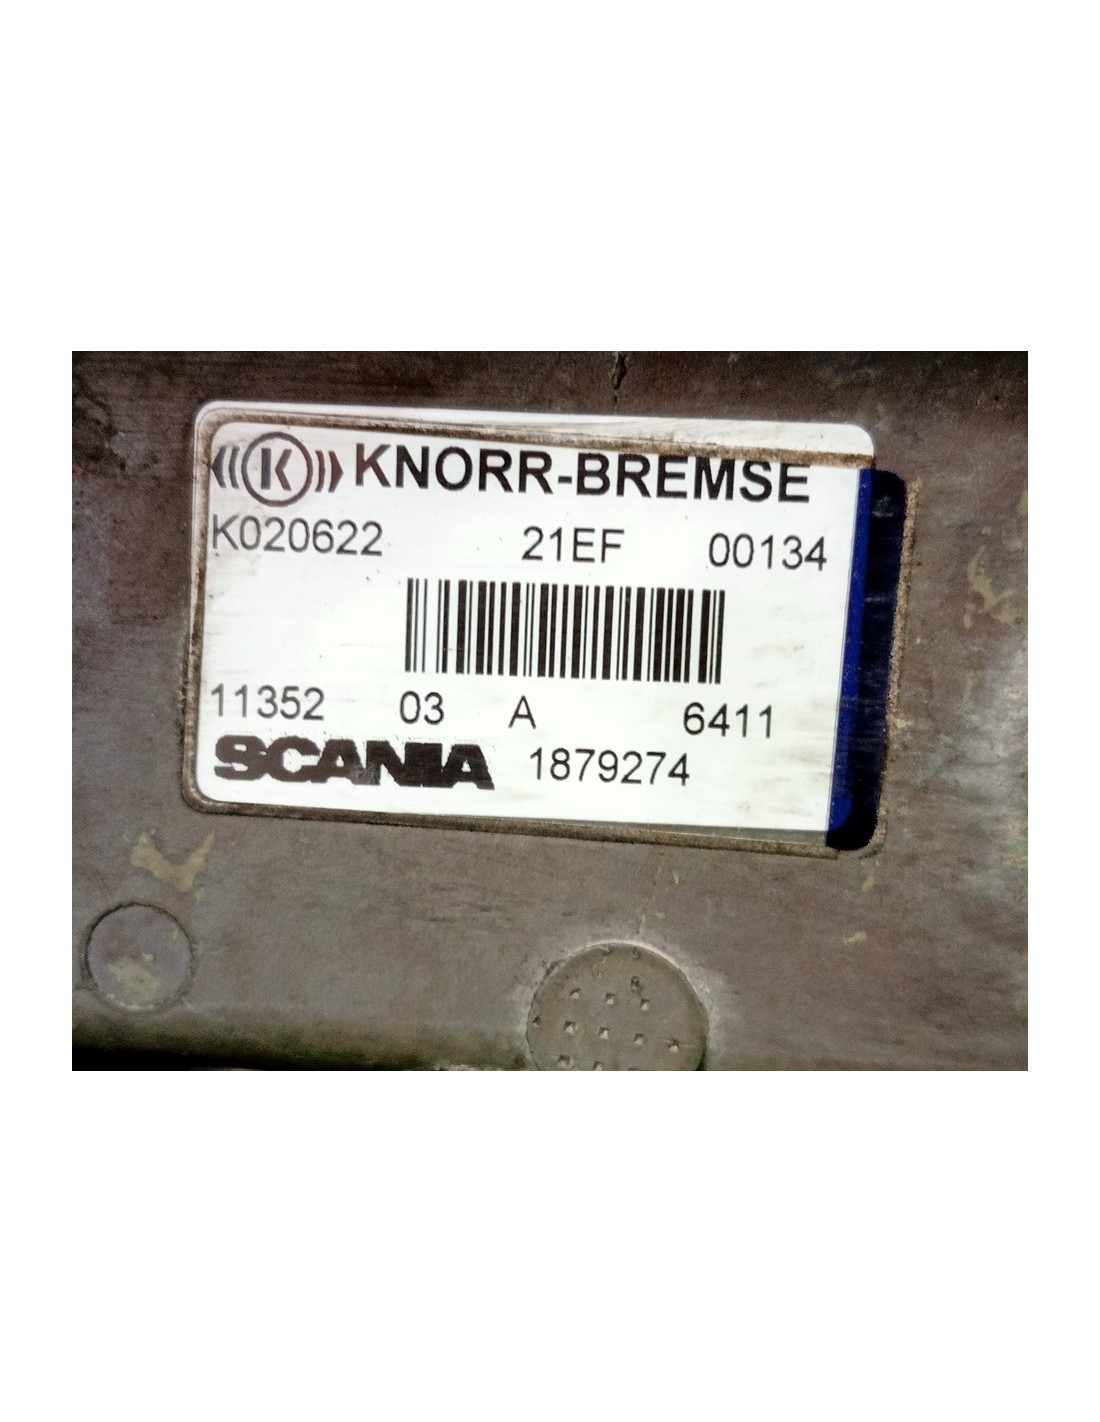 K KNORR-BREMSE
K020622 21EF 00134
11352 03 A 6411
SCANIA 1879274